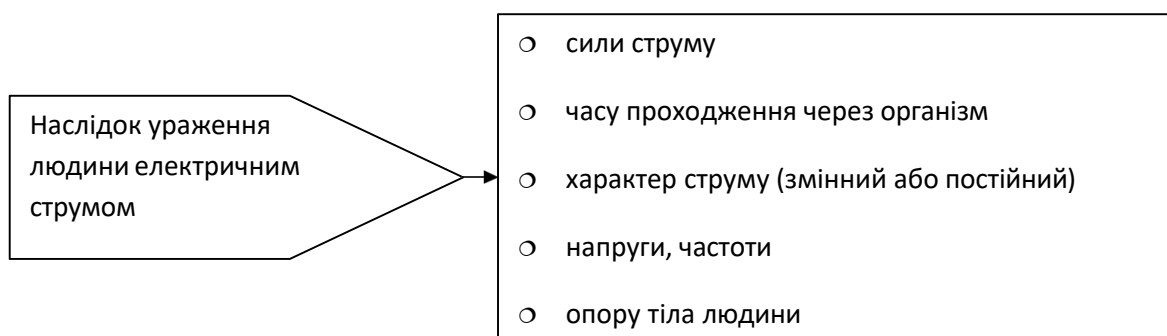 Наслідок ураження
людини електричним
струмом
сили струму
часу проходження через організм
характер струму (змінний або постійний)
напруги, частоти
опору тіла людини